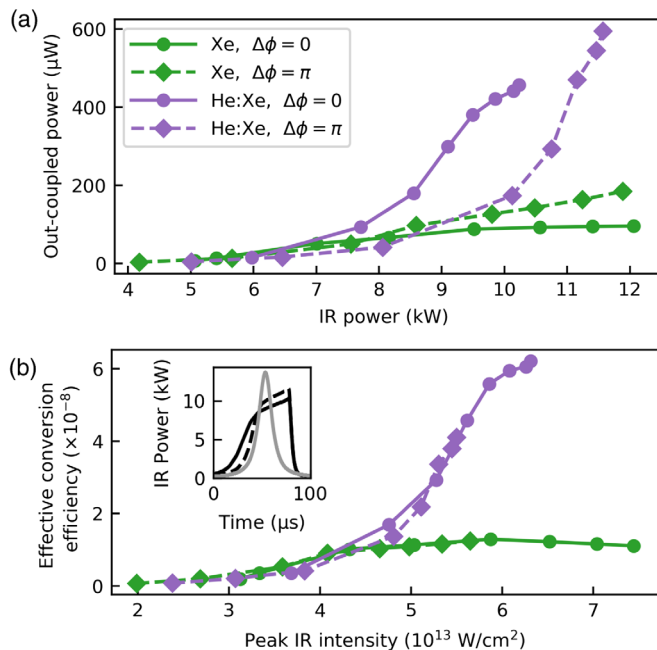 (a)
600
400
200
0
Out-coupled power (μW)
Xe, Δϕ = 0
Xe, Δϕ = π
He:Xe, Δϕ = 0
He:Xe, Δϕ = π
4 5 6 7 8 9 10 11 12
IR power (kW)
(b)
6
4
2
0
Effective conversion
efficiency (×10⁻⁸)
IR Power (kW)
10
5
0
0 100
Time (μs)
2 3 4 5 6 7
Peak IR intensity (10¹³ W/cm²)